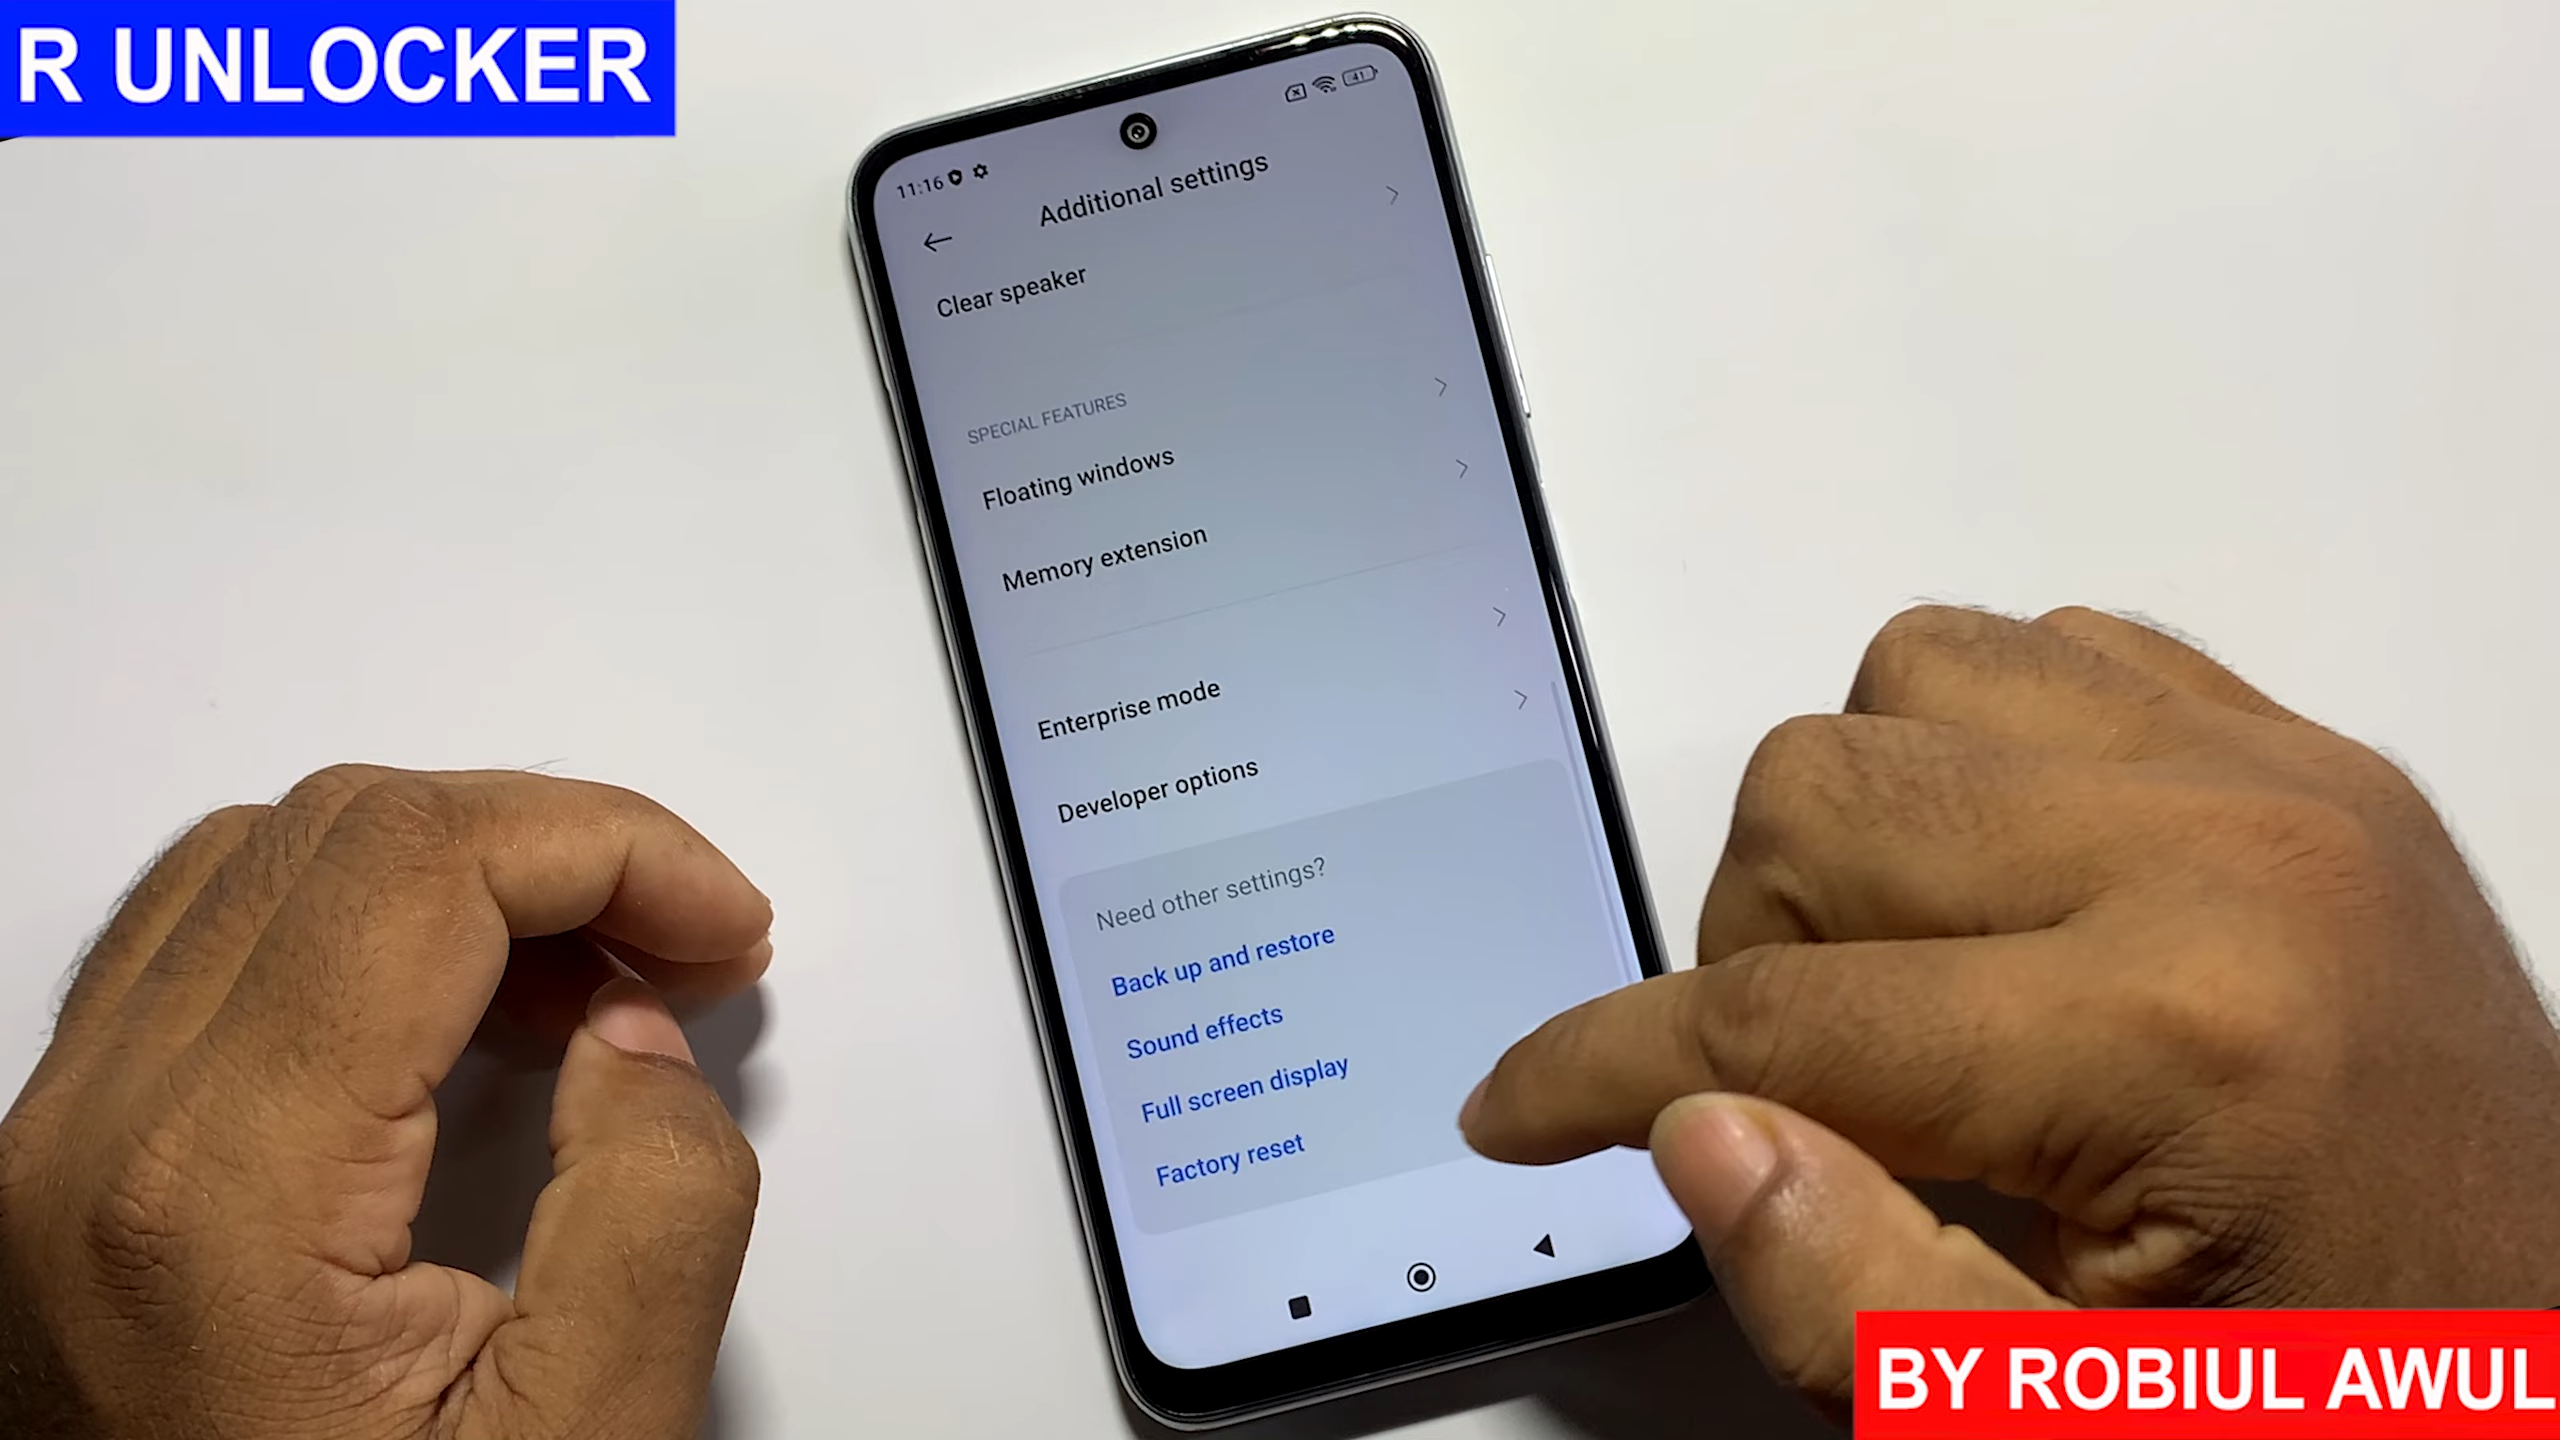 R UNLOCKER
11:16
41
Additional settings
Clear speaker
SPECIAL FEATURES
Floating windows
Memory extension
Enterprise mode
Developer options
Need other settings?
Back up and restore
Sound effects
Full screen display
Factory reset
BY ROBIUL AWUL